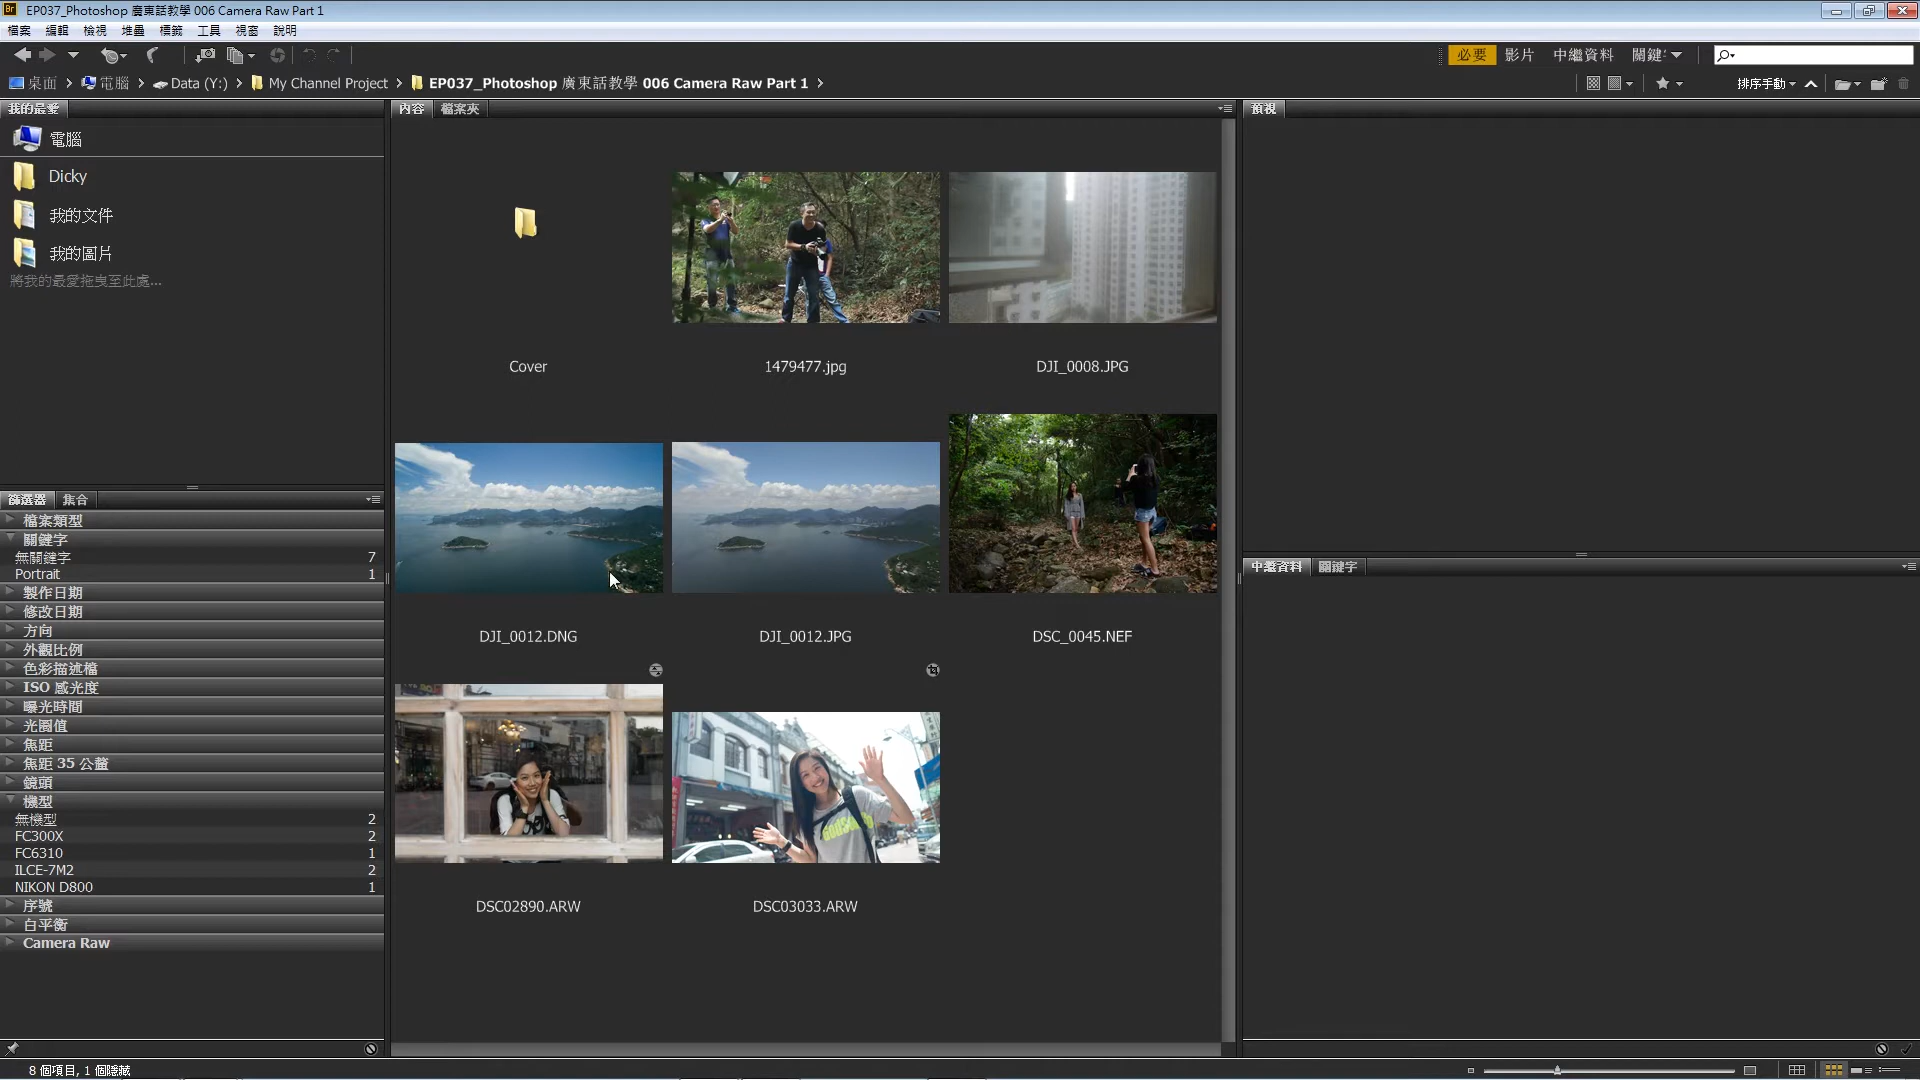 Br EP037_Photoshop 廣東話教學 006 Camera Raw Part 1
檔案 編輯 檢視 堆疊 標籤 工具 視窗 說明
必要 影片 中繼資料 關鍵
桌面 電腦 Data (Y:) My Channel Project EP037_Photoshop 廣東話教學 006 Camera Raw Part 1
排序手動
我的最愛
電腦
Dicky
我的文件
我的圖片
將我的最愛拖曳至此處...
內容 檔案夾
預視
Cover
1479477.jpg
DJI_0008.JPG
DJI_0012.DNG
DJI_0012.JPG
DSC_0045.NEF
DSC02890.ARW
DSC03033.ARW
篩選器 集合
檔案類型
關鍵字
無關鍵字 7
Portrait 1
製作日期
修改日期
方向
外觀比例
色彩描述檔
ISO 感光度
曝光時間
光圈值
焦距
焦距 35 公釐
鏡頭
機型
無機型 2
FC300X 2
FC6310 1
ILCE-7M2 2
NIKON D800 1
序號
白平衡
Camera Raw
中繼資料 關鍵字
8 個項目, 1 個隱藏